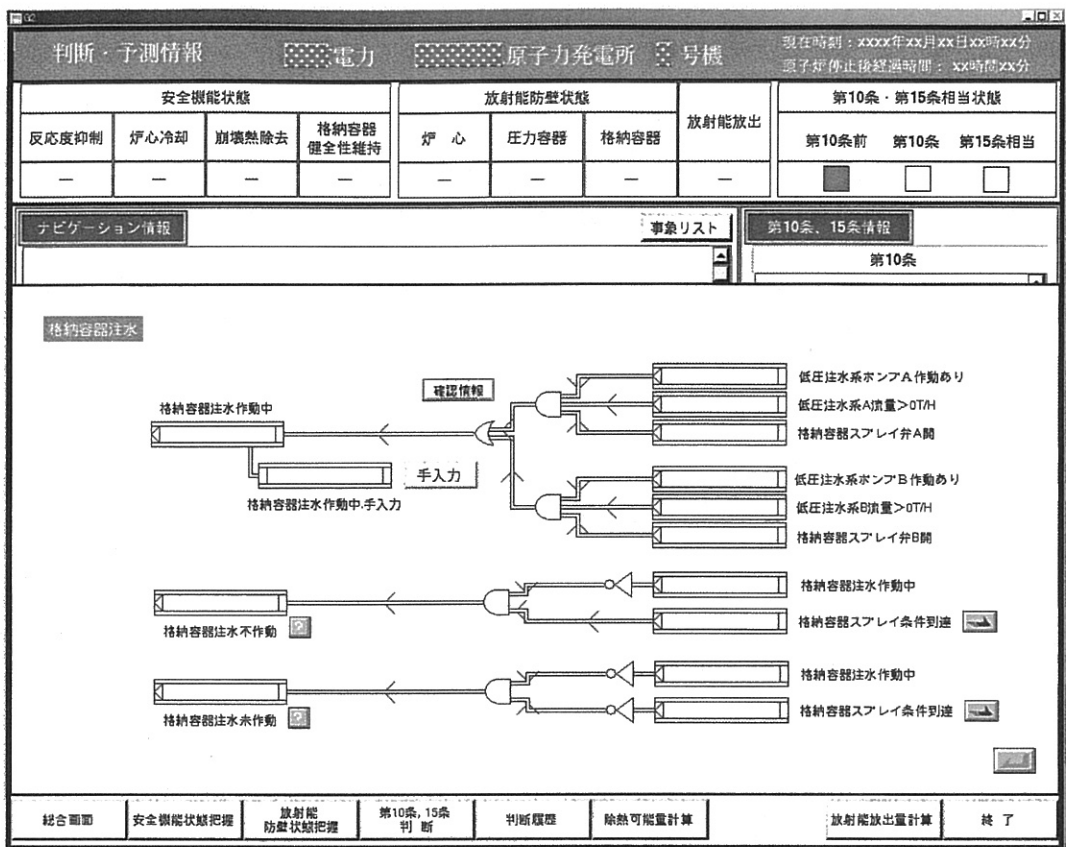 G2
判断・予測情報 電力 原子力発電所 号機
現在時刻：xxxx年xx月xx日xx時xx分
原子炉停止後経過時間： xx時間xx分
安全機能状態 放射能防壁状態 放射能放出 第10条・第15条相当状態
反応度抑制 炉心冷却 崩壊熱除去 格納容器健全性維持 炉 心 圧力容器 格納容器 第10条前 第10条 第15条相当
― ― ― ― ― ― ― ―
ナビゲーション情報 事象リスト 第10条、15条情報
第10条
格納容器注水
低圧注水系ポンプA作動あり
確認情報
格納容器注水作動中 低圧注水系A流量>0T/H
格納容器スプレイ弁A開
手入力 低圧注水系ポンプB作動あり
格納容器注水作動中.手入力 低圧注水系B流量>0T/H
格納容器スプレイ弁B開
格納容器注水作動中
格納容器注水不作動 ? 格納容器スプレイ条件到達
格納容器注水作動中
格納容器注水未作動 ? 格納容器スプレイ条件到達
総合画面 安全機能状態把握 放射能防壁状態把握 第10条,15条判 断 判断履歴 除熱可能量計算 放射能放出量計算 終 了